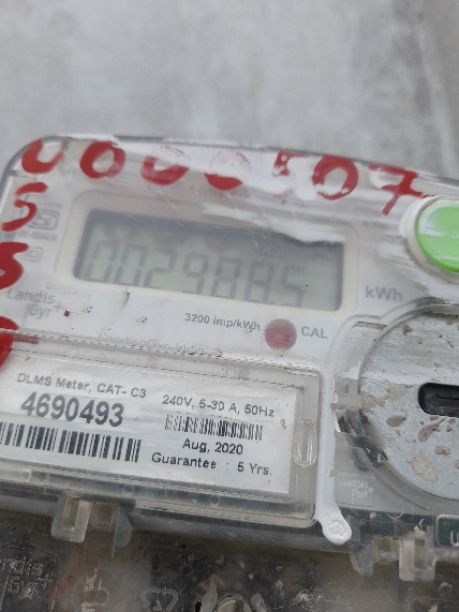 002988.5
kWh
Landis
Gyr+
3200 imp/kWh
CAL
DLMS Meter, CAT- C3
4690493
240V, 5-30 A, 50Hz
Aug, 2020
Guarantee : 5 Yrs.